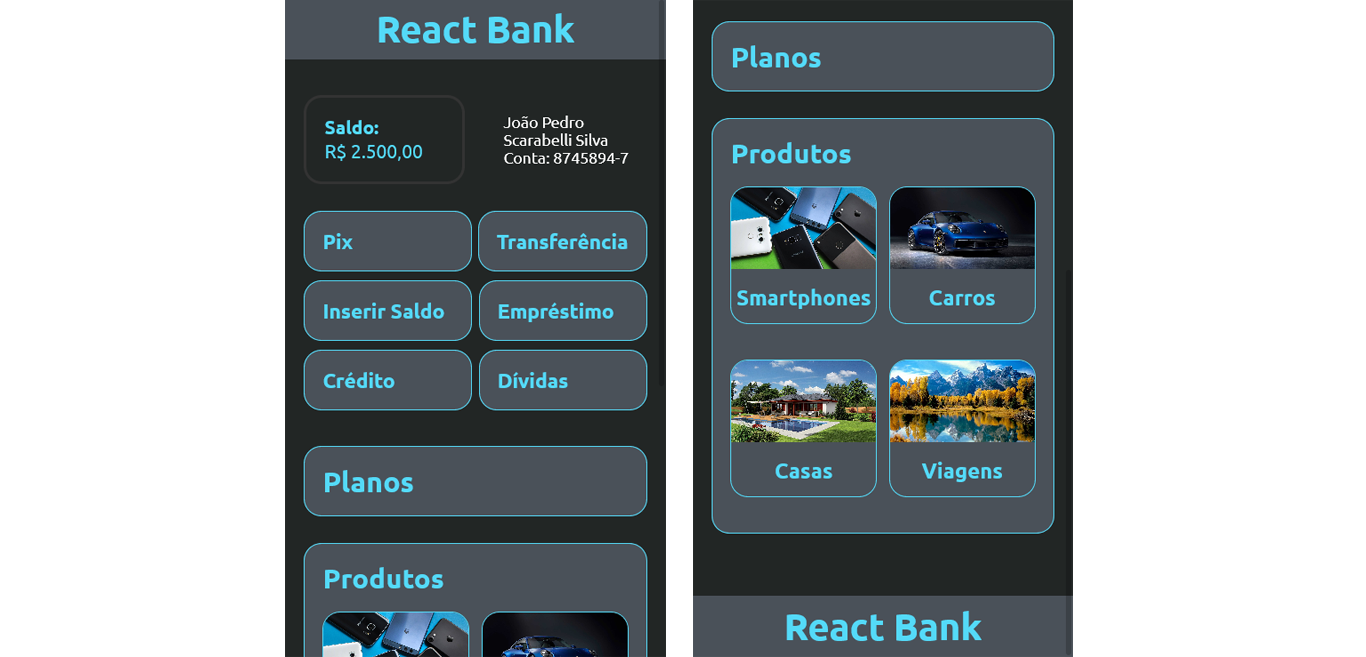 React Bank
Saldo:
R$ 2.500,00
João Pedro
Scarabelli Silva
Conta: 8745894-7
Pix
Transferência
Inserir Saldo
Empréstimo
Crédito
Dívidas
Planos
Produtos
Planos
Produtos
Smartphones
Carros
Casas
Viagens
React Bank